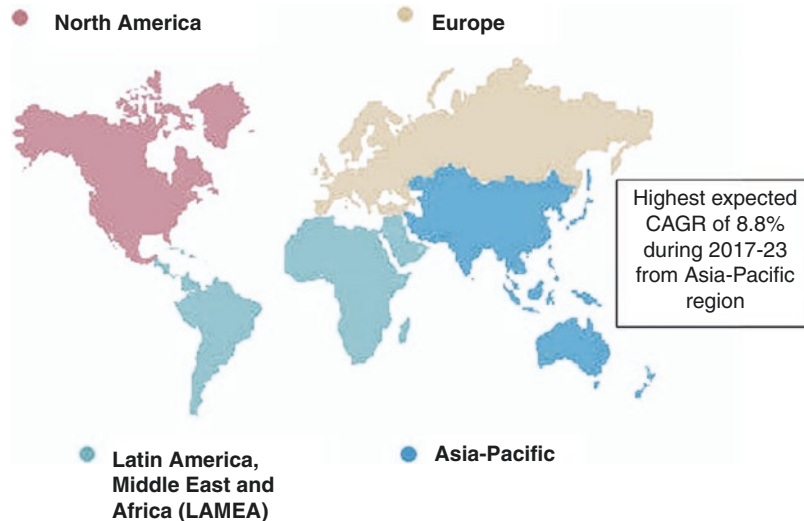 North America
Europe
Highest expected
CAGR of 8.8%
during 2017-23
from Asia-Pacific
region
Latin America,
Middle East and
Africa (LAMEA)
Asia-Pacific